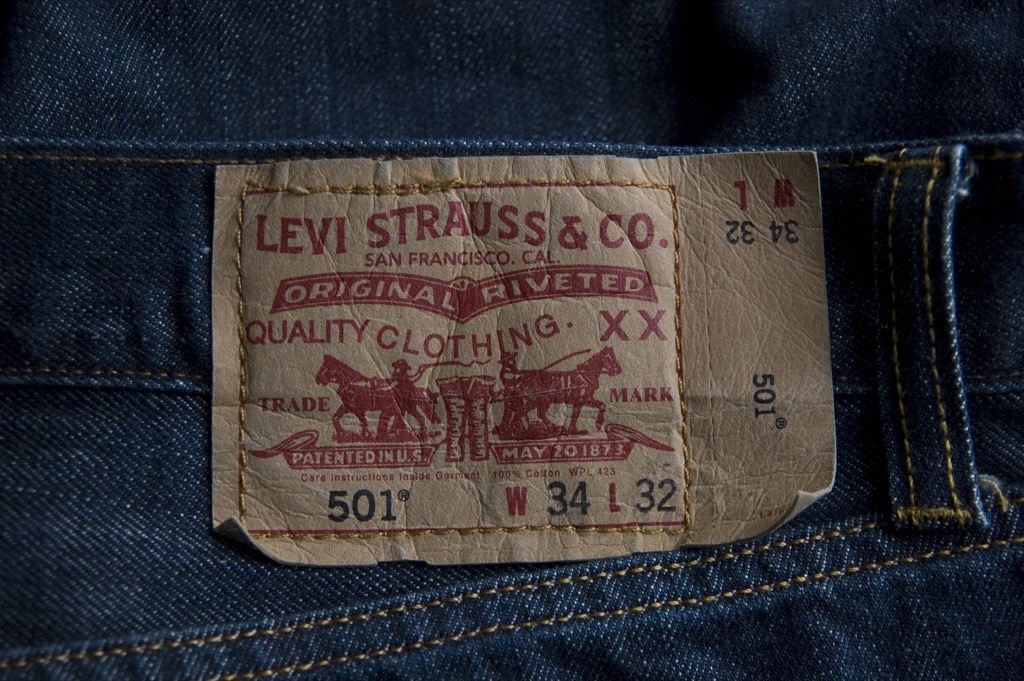 LEVI STRAUSS & CO.
SAN FRANCISCO. CAL.
ORIGINAL RIVETED
QUALITY CLOTHING. XX
TRADE MARK
PATENTED IN U.S. MAY 20 1873
Care Instructions Inside Garment 100% Cotton WPL 423
501® W 34 L 32
W L
34 32
501®